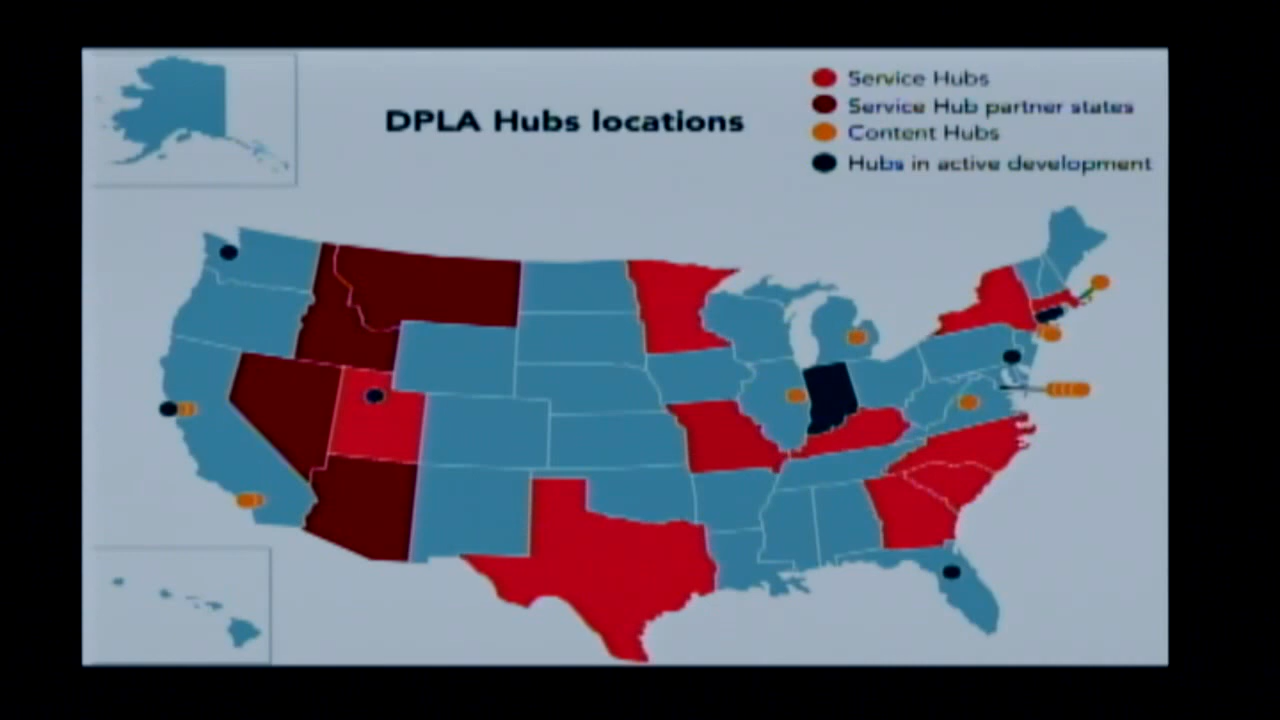 DPLA Hubs locations
Service Hubs
Service Hub partner states
Content Hubs
Hubs in active development